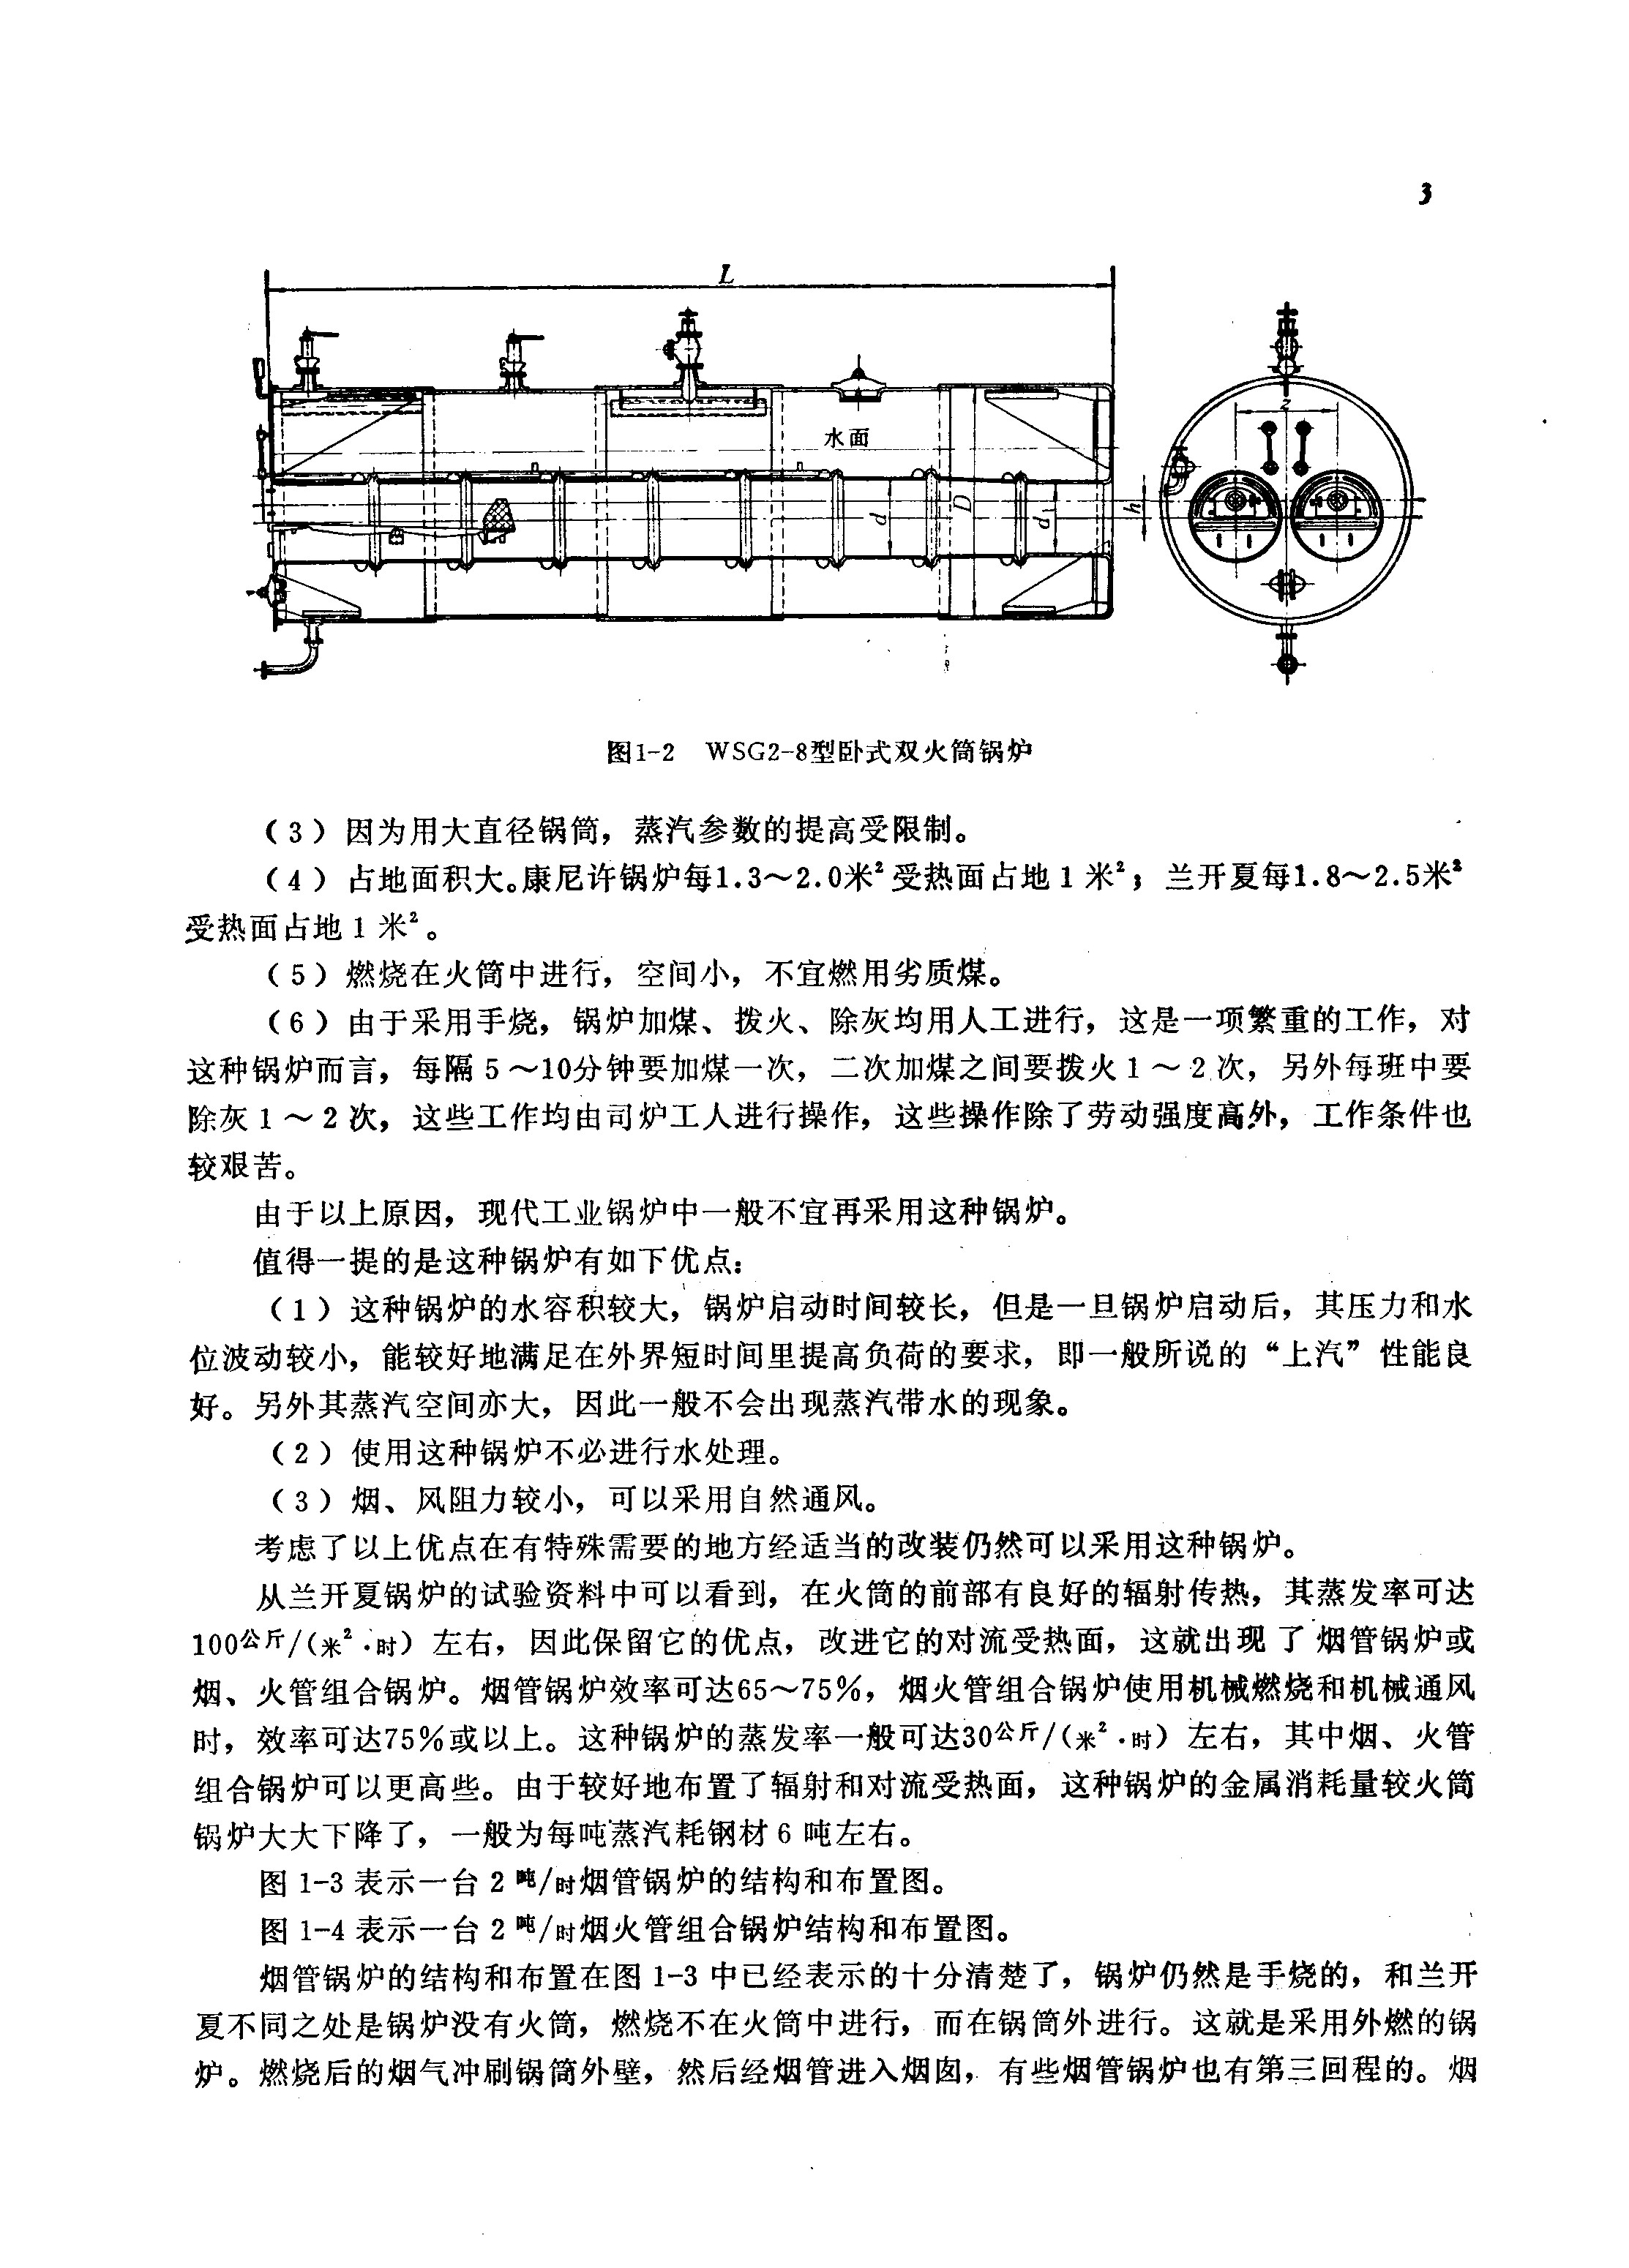 3
L
z
水面
d
D
d₁
h
图1-2 WSG2-8型卧式双火筒锅炉
（3）因为用大直径锅筒，蒸汽参数的提高受限制。
（4）占地面积大。康尼许锅炉每1.3～2.0米²受热面占地1米²；兰开夏每1.8～2.5米²
受热面占地1米²。
（5）燃烧在火筒中进行，空间小，不宜燃用劣质煤。
（6）由于采用手烧，锅炉加煤、拨火、除灰均用人工进行，这是一项繁重的工作，对
这种锅炉而言，每隔5～10分钟要加煤一次，二次加煤之间要拨火1～2次，另外每班中要
除灰1～2次，这些工作均由司炉工人进行操作，这些操作除了劳动强度高外，工作条件也
较艰苦。
由于以上原因，现代工业锅炉中一般不宜再采用这种锅炉。
值得一提的是这种锅炉有如下优点：
（1）这种锅炉的水容积较大，锅炉启动时间较长，但是一旦锅炉启动后，其压力和水
位波动较小，能较好地满足在外界短时间里提高负荷的要求，即一般所说的“上汽”性能良
好。另外其蒸汽空间亦大，因此一般不会出现蒸汽带水的现象。
（2）使用这种锅炉不必进行水处理。
（3）烟、风阻力较小，可以采用自然通风。
考虑了以上优点在有特殊需要的地方经适当的改装仍然可以采用这种锅炉。
从兰开夏锅炉的试验资料中可以看到，在火筒的前部有良好的辐射传热，其蒸发率可达
100公斤/(米²·时）左右，因此保留它的优点，改进它的对流受热面，这就出现了烟管锅炉或
烟、火管组合锅炉。烟管锅炉效率可达65～75%，烟火管组合锅炉使用机械燃烧和机械通风
时，效率可达75%或以上。这种锅炉的蒸发率一般可达30公斤/(米²·时）左右，其中烟、火管
组合锅炉可以更高些。由于较好地布置了辐射和对流受热面，这种锅炉的金属消耗量较火筒
锅炉大大下降了，一般为每吨蒸汽耗钢材6吨左右。
图1-3表示一台2吨/时烟管锅炉的结构和布置图。
图1-4表示一台2吨/时烟火管组合锅炉结构和布置图。
烟管锅炉的结构和布置在图1-3中已经表示的十分清楚了，锅炉仍然是手烧的，和兰开
夏不同之处是锅炉没有火筒，燃烧不在火筒中进行，而在锅筒外进行。这就是采用外燃的锅
炉。燃烧后的烟气冲刷锅筒外壁，然后经烟管进入烟囱，有些烟管锅炉也有第三回程的。烟